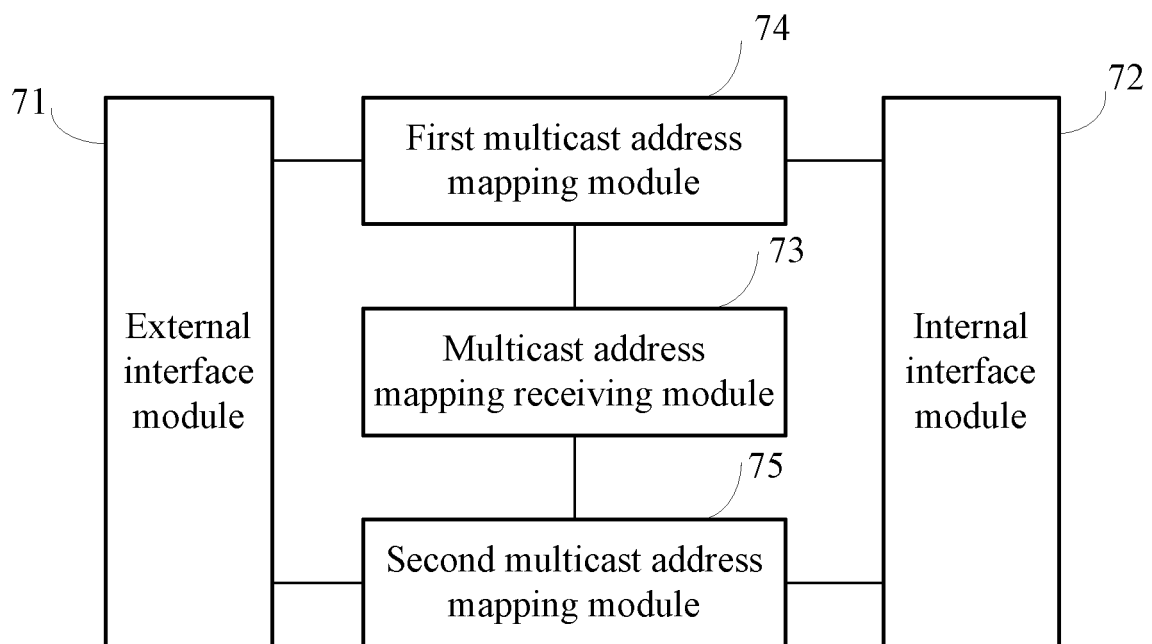 74
71
72
First multicast address
mapping module
73
External
interface
module
Multicast address
mapping receiving module
Internal
interface
module
75
Second multicast address
mapping module